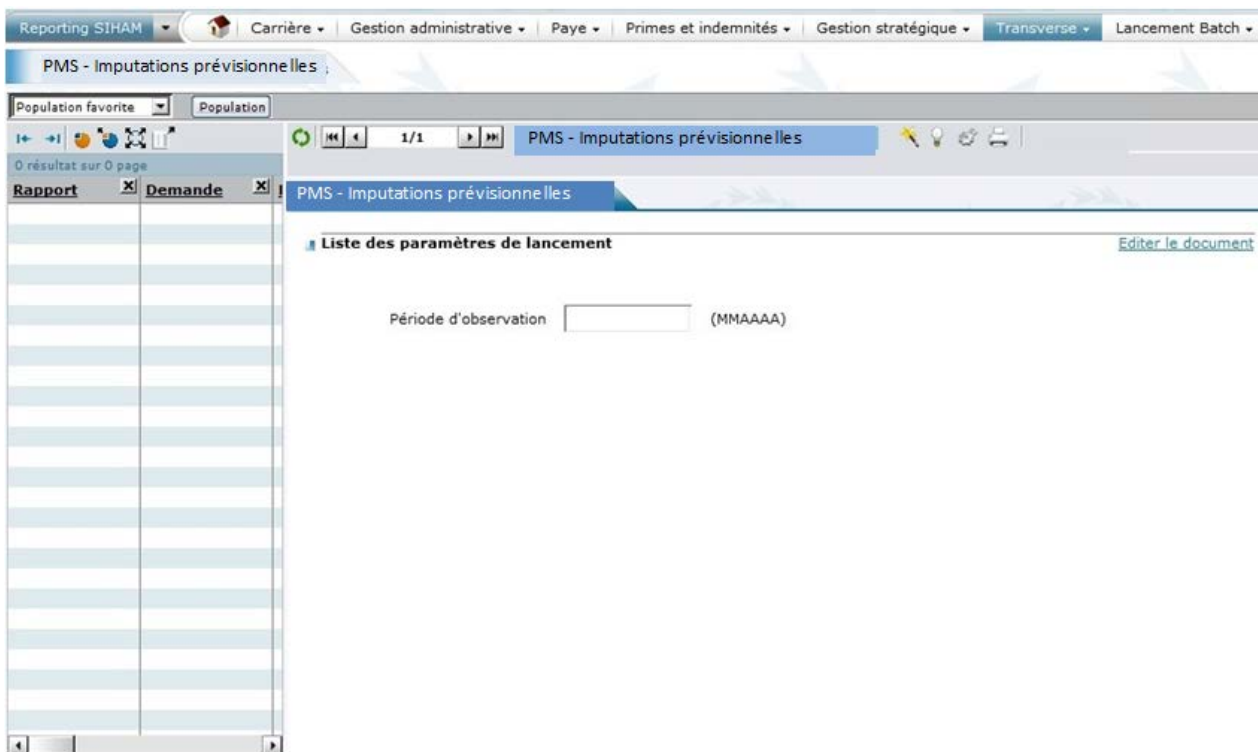 Reporting SIHAM Carrière Gestion administrative Paye Primes et indemnités Gestion stratégique Transverse Lancement Batch
PMS - Imputations prévisionnelles
Population favorite Population
1/1 PMS - Imputations prévisionnelles
0 résultat sur 0 page
Rapport Demande
PMS - Imputations prévisionnelles
Liste des paramètres de lancement Editer le document
Période d'observation (MMAAAA)